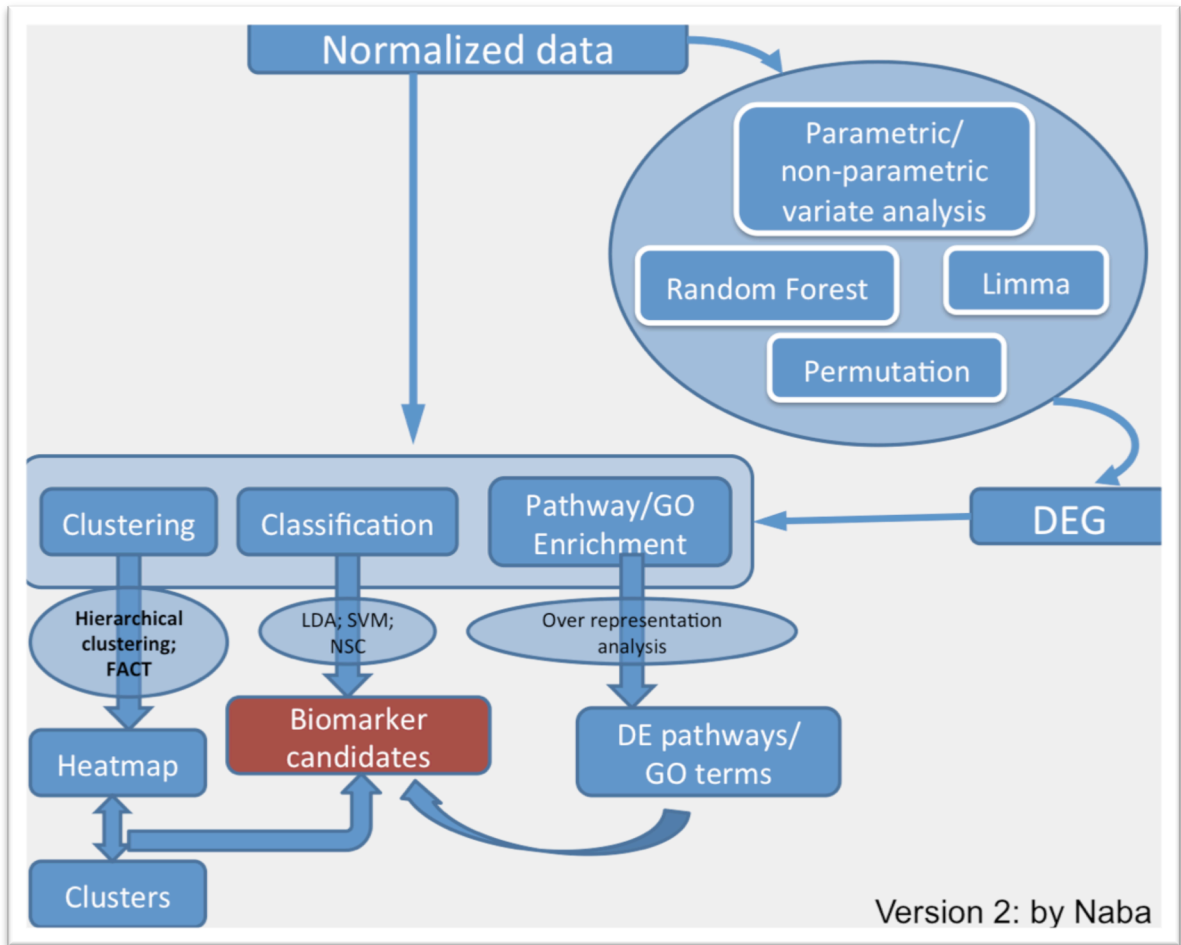 Normalized data
Parametric/
non-parametric
variate analysis
Random Forest
Limma
Permutation
DEG
Clustering
Classification
Pathway/GO
Enrichment
Hierarchical
clustering;
FACT
LDA; SVM;
NSC
Over representation
analysis
Heatmap
Biomarker
candidates
DE pathways/
GO terms
Clusters
Version 2: by Naba